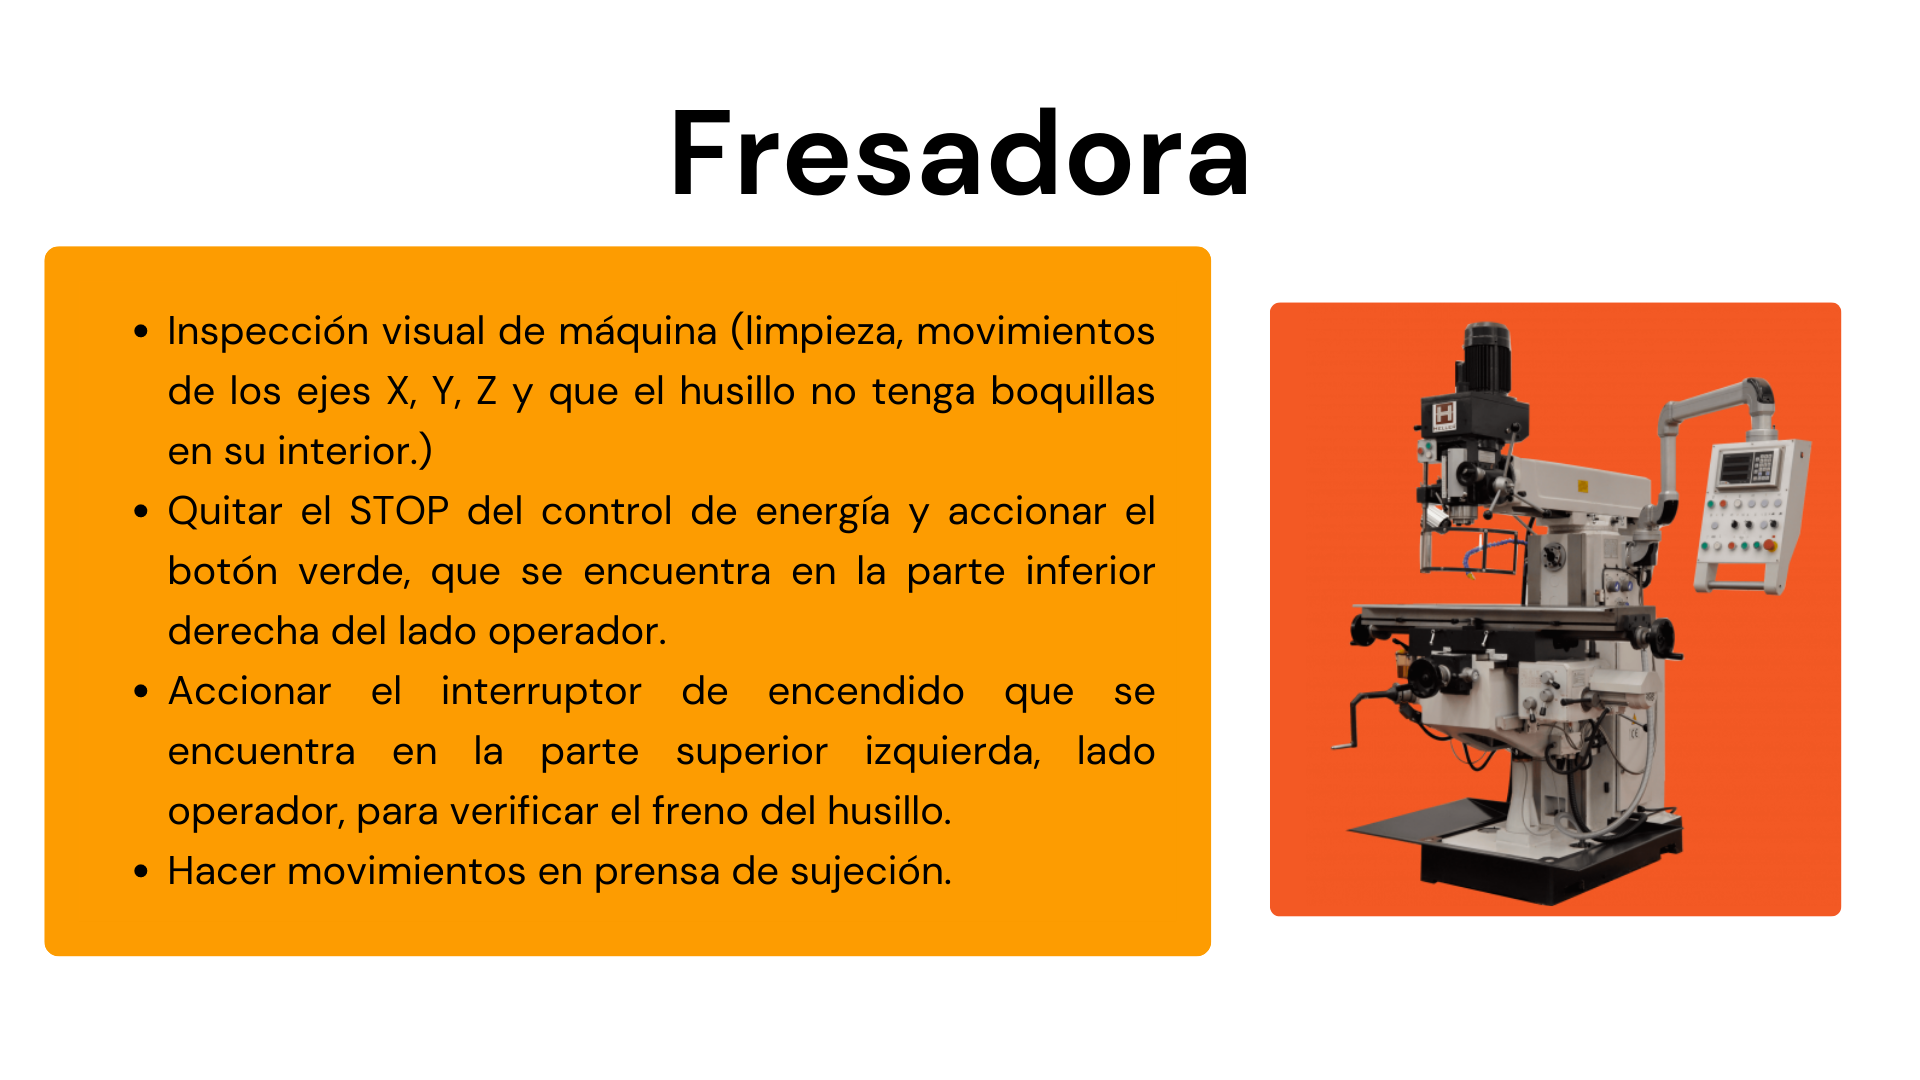 Fresadora
Inspección visual de máquina (limpieza, movimientos
de los ejes X, Y, Z y que el husillo no tenga boquillas
en su interior.)
Quitar el STOP del control de energía y accionar el
botón verde, que se encuentra en la parte inferior
derecha del lado operador.
Accionar el interruptor de encendido que se
encuentra en la parte superior izquierda, lado
operador, para verificar el freno del husillo.
Hacer movimientos en prensa de sujeción.
H
HELLER
CE